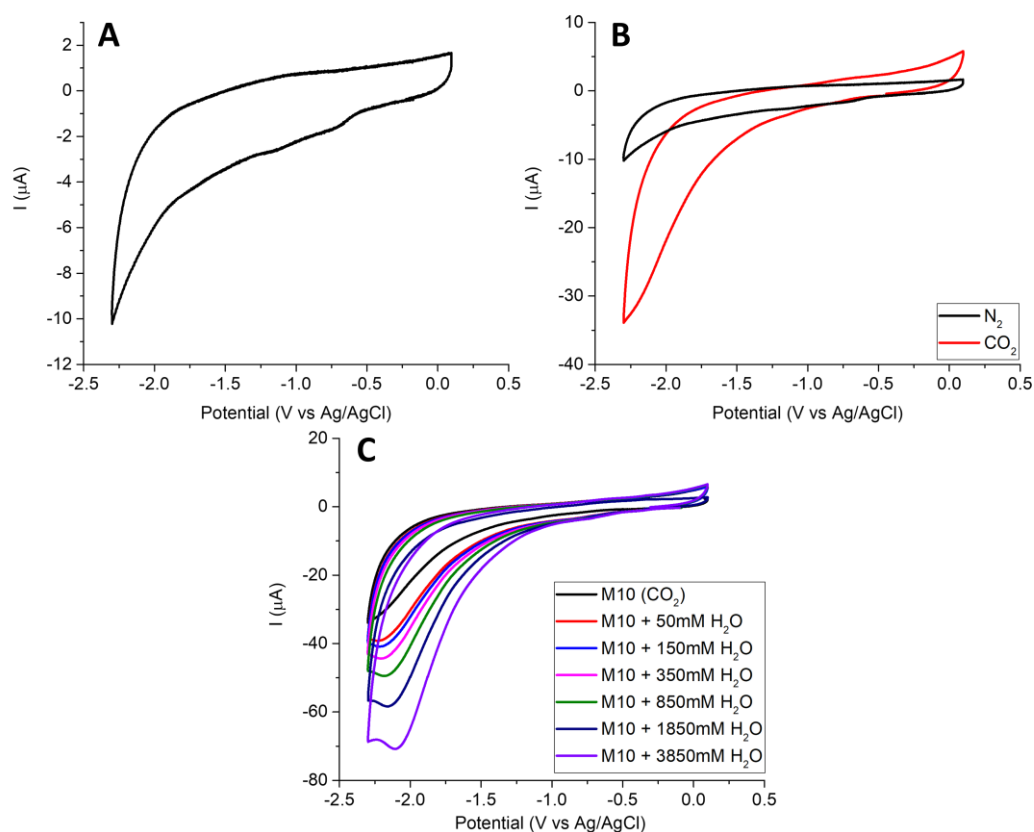 A
2
0
-2
-4
-6
-8
-10
-12
I (μA)
-2.5 -2.0 -1.5 -1.0 -0.5 0.0 0.5
Potential (V vs Ag/AgCl)
B
10
0
-10
-20
-30
-40
I (μA)
N₂
CO₂
-2.5 -2.0 -1.5 -1.0 -0.5 0.0 0.5
Potential (V vs Ag/AgCl)
C
20
0
-20
-40
-60
-80
I (μA)
M10 (CO₂)
M10 + 50mM H₂O
M10 + 150mM H₂O
M10 + 350mM H₂O
M10 + 850mM H₂O
M10 + 1850mM H₂O
M10 + 3850mM H₂O
-2.5 -2.0 -1.5 -1.0 -0.5 0.0 0.5
Potential (V vs Ag/AgCl)